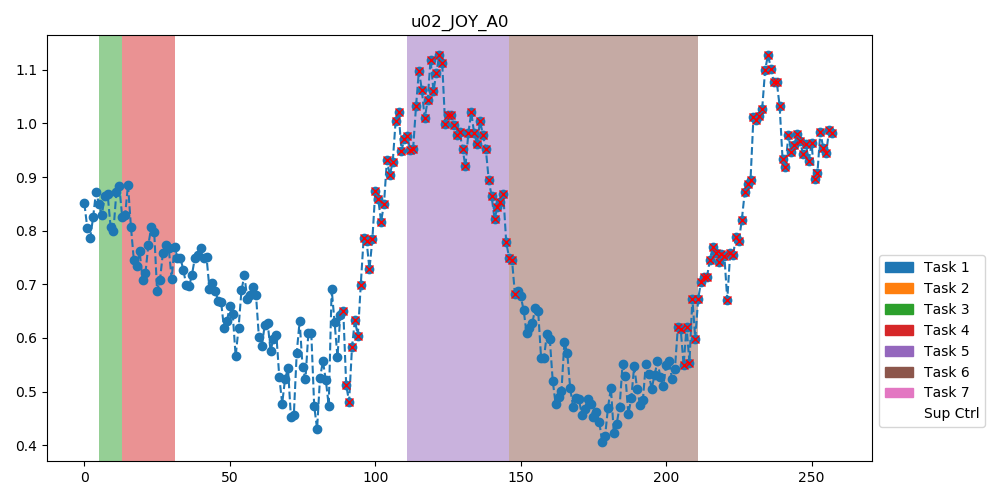 u02_JOY_A0
1.1
1.0
0.9
0.8
0.7
0.6
0.5
0.4
0 50 100 150 200 250
Task 1
Task 2
Task 3
Task 4
Task 5
Task 6
Task 7
Sup Ctrl